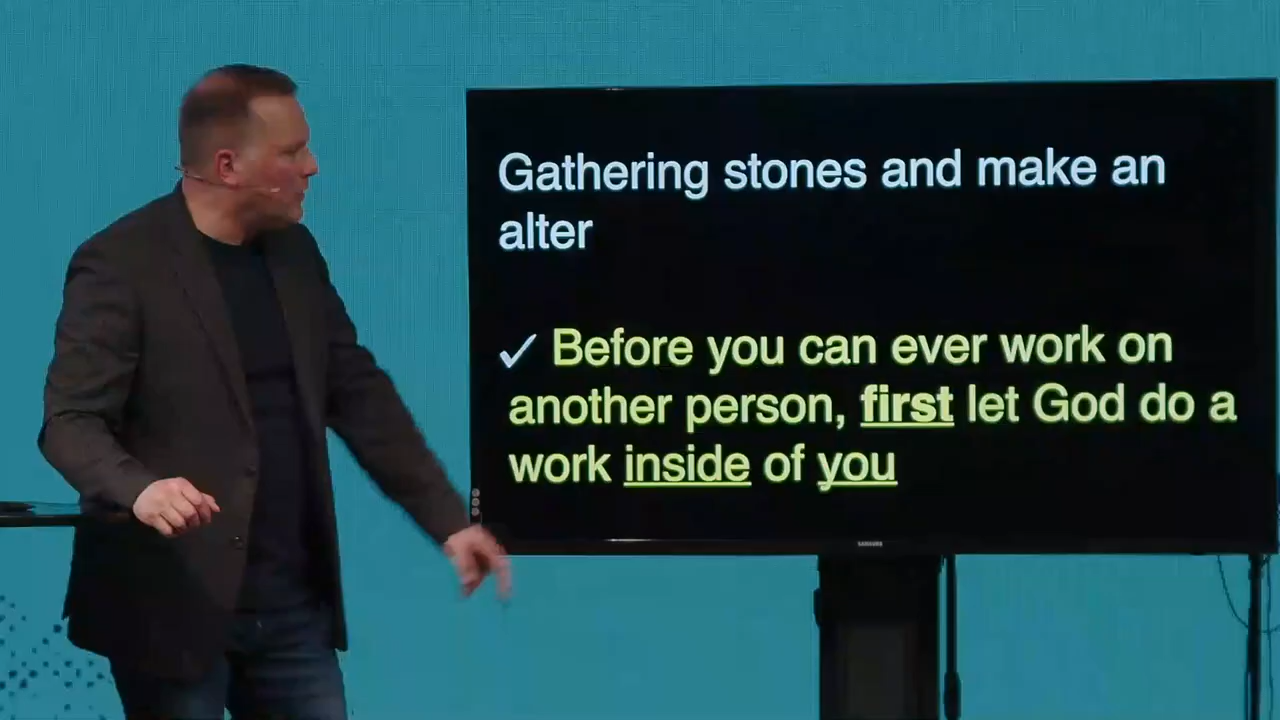 Gathering stones and make an
alter
✓ Before you can ever work on
another person, first let God do a
work inside of you
SAMSUNG